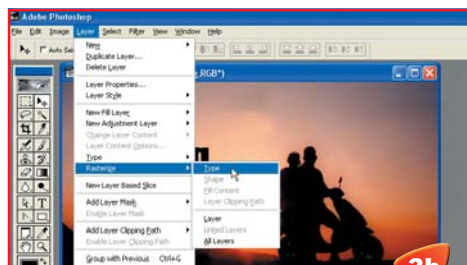 Adobe Photoshop
File Edit Image Layer Select Filter View Window Help
Auto Sel
New
Duplicate Layer...
Delete Layer
Layer Properties...
Layer Style
New Fill Layer
New Adjustment Layer
Change Layer Content
Layer Content Options...
Type
Rasterize
New Layer Based Slice
Add Layer Mask
Enable Layer Mask
Add Layer Clipping Path
Enable Layer Clipping Path
Group with Previous Ctrl+G
,RGB*)
Type
Shape
Fill Content
Layer Clipping Path
Layer
Linked Layers
All Layers